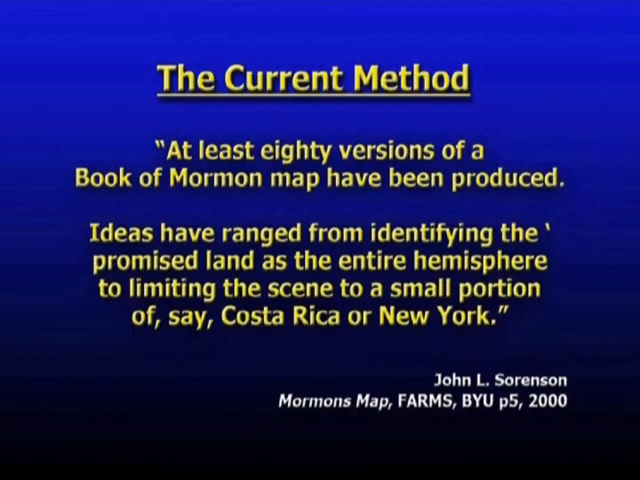 The Current Method
“At least eighty versions of a
Book of Mormon map have been produced.
Ideas have ranged from identifying the ‘
promised land as the entire hemisphere
to limiting the scene to a small portion
of, say, Costa Rica or New York.”
John L. Sorenson
Mormons Map, FARMS, BYU p5, 2000